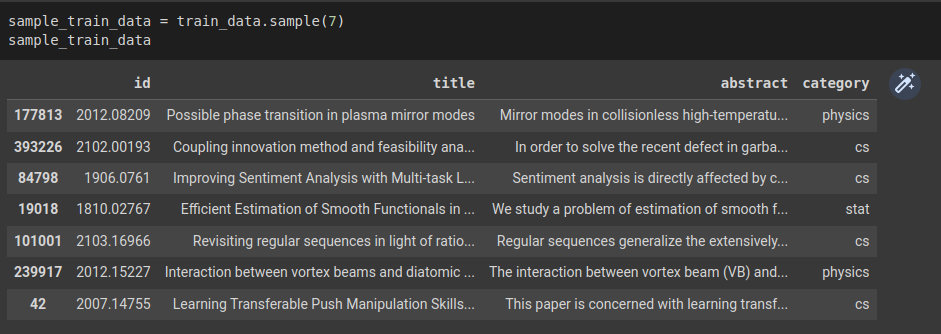 sample_train_data = train_data.sample(7)
sample_train_data
id title abstract category
177813 2012.08209 Possible phase transition in plasma mirror modes Mirror modes in collisionless high-temperatu... physics
393226 2102.00193 Coupling innovation method and feasibility ana... In order to solve the recent defect in garba... cs
84798 1906.0761 Improving Sentiment Analysis with Multi-task L... Sentiment analysis is directly affected by c... cs
19018 1810.02767 Efficient Estimation of Smooth Functionals in ... We study a problem of estimation of smooth f... stat
101001 2103.16966 Revisiting regular sequences in light of ratio... Regular sequences generalize the extensively... cs
239917 2012.15227 Interaction between vortex beams and diatomic ... The interaction between vortex beam (VB) and... physics
42 2007.14755 Learning Transferable Push Manipulation Skills... This paper is concerned with learning transf... cs